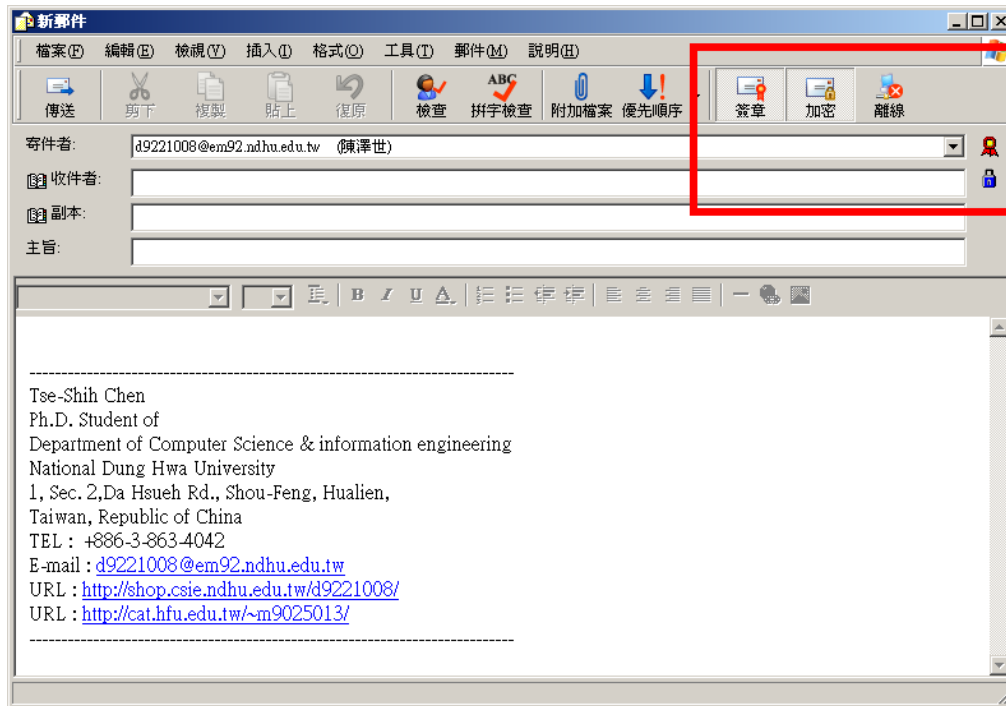 新郵件
檔案(F) 編輯(E) 檢視(V) 插入(I) 格式(O) 工具(T) 郵件(M) 說明(H)
傳送 剪下 複製 貼上 復原 檢查 拼字檢查 附加檔案 優先順序 簽章 加密 離線
寄件者: d9221008@em92.ndhu.edu.tw (陳澤世)
收件者:
副本:
主旨:
Tse-Shih Chen
Ph.D. Student of
Department of Computer Science & information engineering
National Dung Hwa University
1, Sec. 2,Da Hsueh Rd., Shou-Feng, Hualien,
Taiwan, Republic of China
TEL : +886-3-863-4042
E-mail : d9221008@em92.ndhu.edu.tw
URL : http://shop.csie.ndhu.edu.tw/d9221008/
URL : http://cat.hfu.edu.tw/~m9025013/